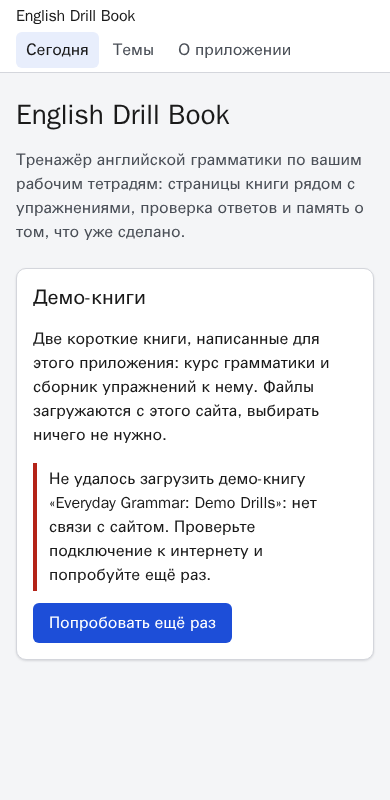 English Drill Book
Сегодня
Темы
О приложении
English Drill Book
Тренажёр английской грамматики по вашим
рабочим тетрадям: страницы книги рядом с
упражнениями, проверка ответов и память о
том, что уже сделано.
Демо-книги
Две короткие книги, написанные для
этого приложения: курс грамматики и
сборник упражнений к нему. Файлы
загружаются с этого сайта, выбирать
ничего не нужно.
Не удалось загрузить демо-книгу
«Everyday Grammar: Demo Drills»: нет
связи с сайтом. Проверьте
подключение к интернету и
попробуйте ещё раз.
Попробовать ещё раз